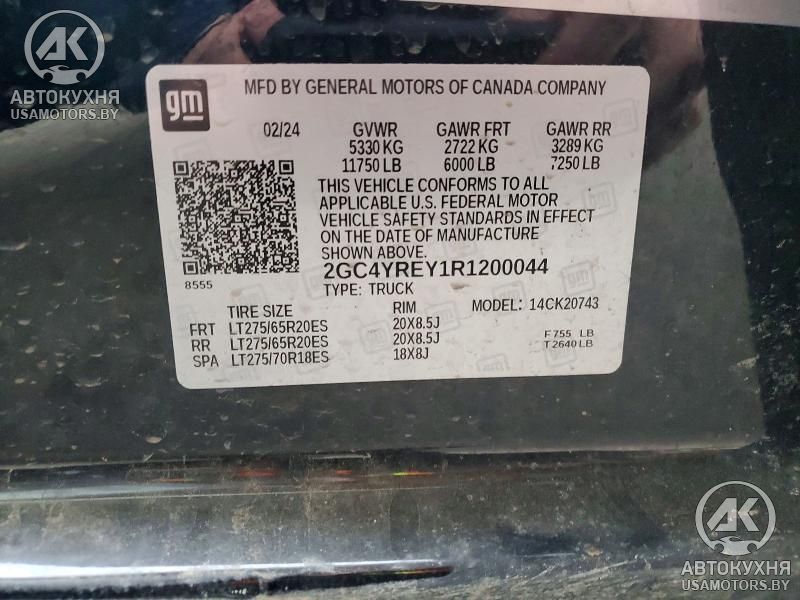 АК
АВТОКУХНЯ
USAMOTORS.BY
gm
MFD BY GENERAL MOTORS OF CANADA COMPANY
02/24 GVWR GAWR FRT GAWR RR
5330 KG 2722 KG 3289 KG
11750 LB 6000 LB 7250 LB
THIS VEHICLE CONFORMS TO ALL
APPLICABLE U.S. FEDERAL MOTOR
VEHICLE SAFETY STANDARDS IN EFFECT
ON THE DATE OF MANUFACTURE
SHOWN ABOVE.
2GC4YREY1R1200044
8555
TYPE: TRUCK
TIRE SIZE RIM MODEL: 14CK20743
FRT LT275/65R20ES 20X8.5J
RR LT275/65R20ES 20X8.5J F 755 LB
SPA LT275/70R18ES 18X8J T 2640 LB
АК
АВТОКУХНЯ
USAMOTORS.BY